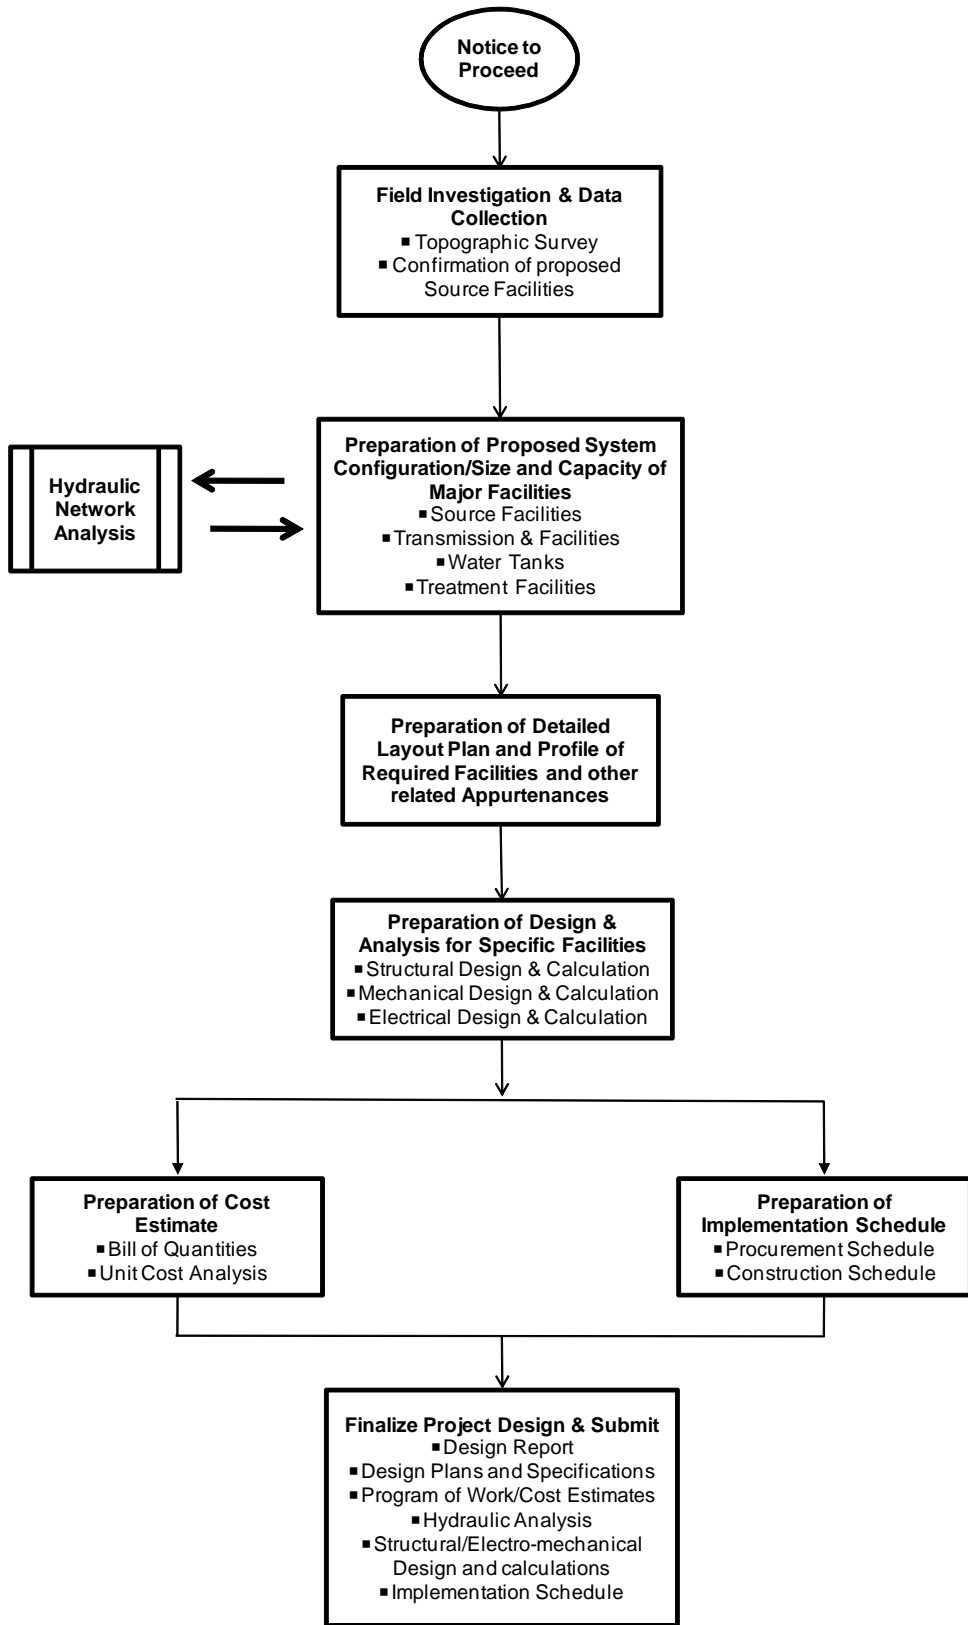 Notice to
Proceed
Field Investigation & Data
Collection
▪ Topographic Survey
▪ Confirmation of proposed
Source Facilities
Hydraulic
Network
Analysis
Preparation of Proposed System
Configuration/Size and Capacity of
Major Facilities
▪ Source Facilities
▪ Transmission & Facilities
▪ Water Tanks
▪ Treatment Facilities
Preparation of Detailed
Layout Plan and Profile of
Required Facilities and other
related Appurtenances
Preparation of Design &
Analysis for Specific Facilities
▪ Structural Design & Calculation
▪ Mechanical Design & Calculation
▪ Electrical Design & Calculation
Preparation of Cost
Estimate
▪ Bill of Quantities
▪ Unit Cost Analysis
Preparation of
Implementation Schedule
▪ Procurement Schedule
▪ Construction Schedule
Finalize Project Design & Submit
▪ Design Report
▪ Design Plans and Specifications
▪ Program of Work/Cost Estimates
▪ Hydraulic Analysis
▪ Structural/Electro-mechanical
Design and calculations
▪ Implementation Schedule